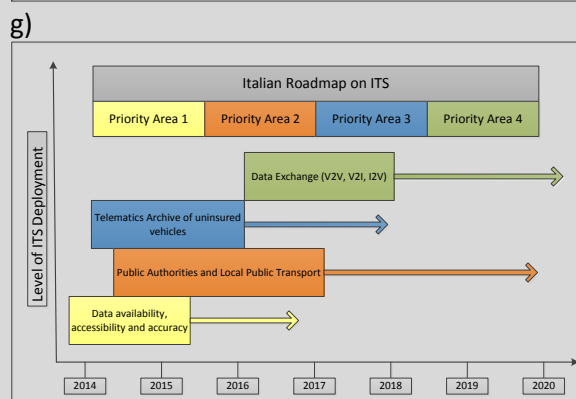 g)
Italian Roadmap on ITS
Priority Area 1
Priority Area 2
Priority Area 3
Priority Area 4
Level of ITS Deployment
Data Exchange (V2V, V2I, I2V)
Telematics Archive of uninsured
vehicles
Public Authorities and Local Public Transport
Data availability,
accessibility and accuracy
2014
2015
2016
2017
2018
2019
2020